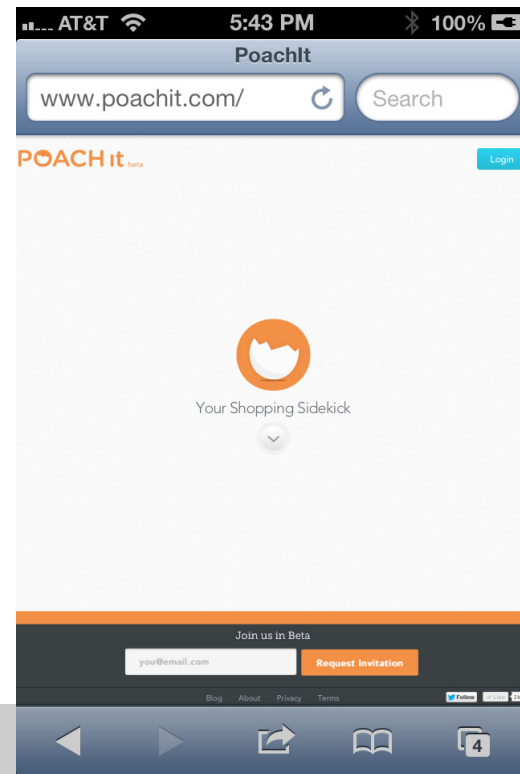 AT&T 5:43 PM 100%
PoachIt
www.poachit.com/ Search
POACH it beta
Login
Your Shopping Sidekick
Join us in Beta
you@email.com Request Invitation
Blog About Privacy Terms Follow Like
4